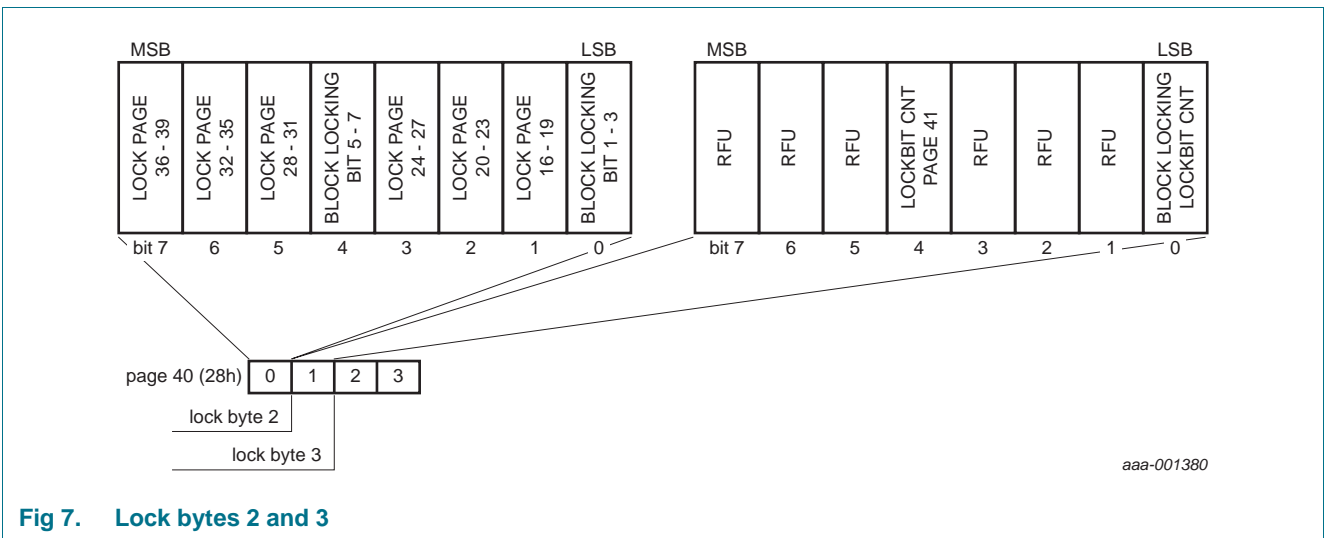 MSB LSB MSB LSB
LOCK PAGE
36 - 39
LOCK PAGE
32 - 35
LOCK PAGE
28 - 31
BLOCK LOCKING
BIT 5 - 7
LOCK PAGE
24 - 27
LOCK PAGE
20 - 23
LOCK PAGE
16 - 19
BLOCK LOCKING
BIT 1 - 3
RFU
RFU
RFU
LOCKBIT CNT
PAGE 41
RFU
RFU
RFU
BLOCK LOCKING
LOCKBIT CNT
bit 7 6 5 4 3 2 1 0 bit 7 6 5 4 3 2 1 0
page 40 (28h) 0 1 2 3
lock byte 2
lock byte 3
aaa-001380
Fig 7. Lock bytes 2 and 3